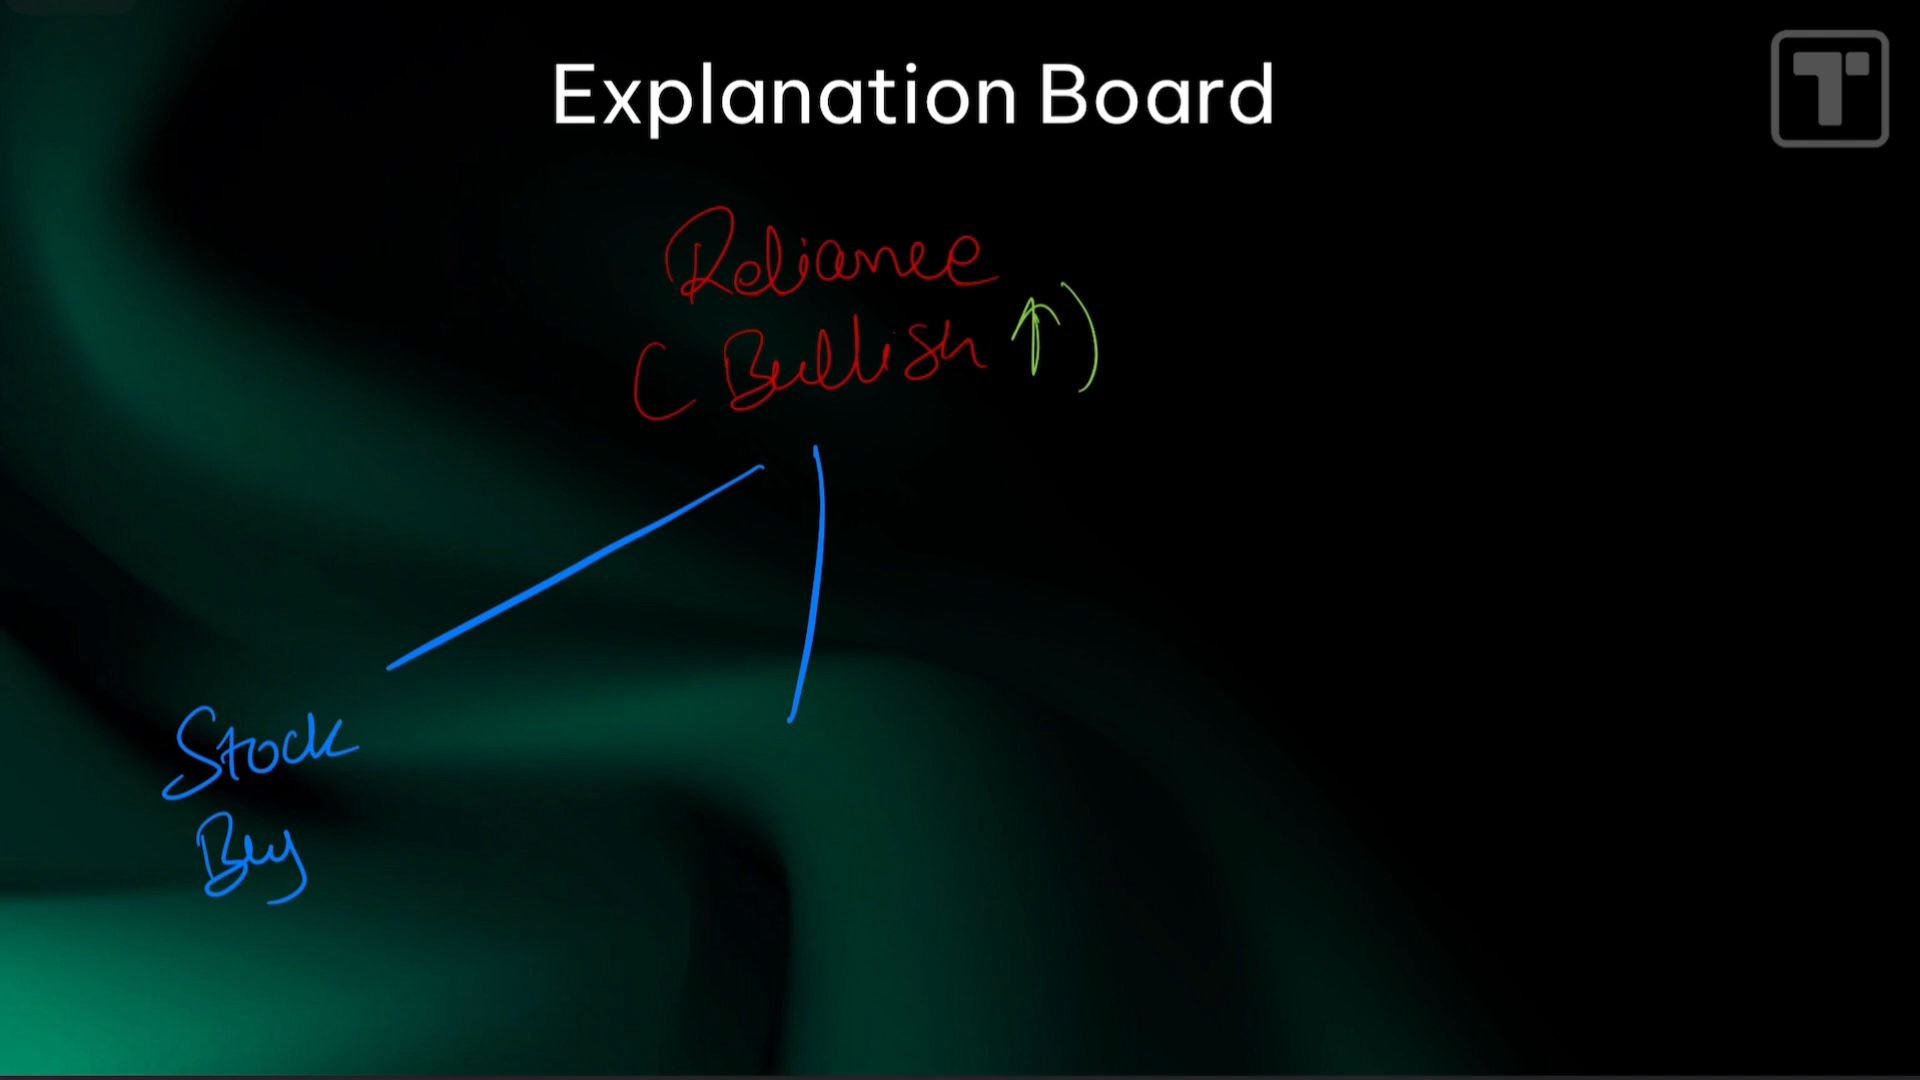 Explanation Board
Reliance
(Bullish ↑)
Stock
Buy